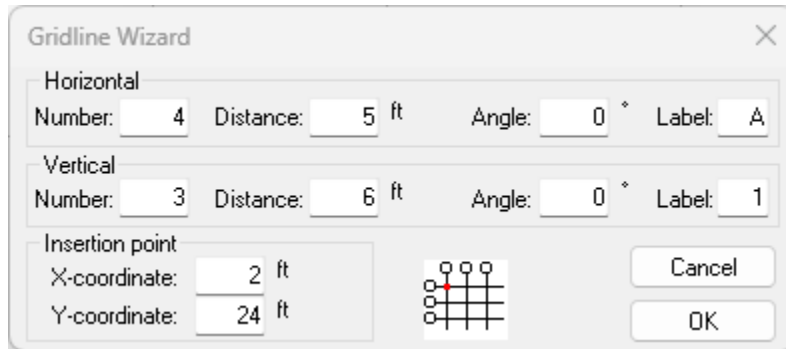 Gridline Wizard
Horizontal
Number: 4 Distance: 5 ft Angle: 0 ° Label: A
Vertical
Number: 3 Distance: 6 ft Angle: 0 ° Label: 1
Insertion point
X-coordinate: 2 ft
Y-coordinate: 24 ft
Cancel
OK